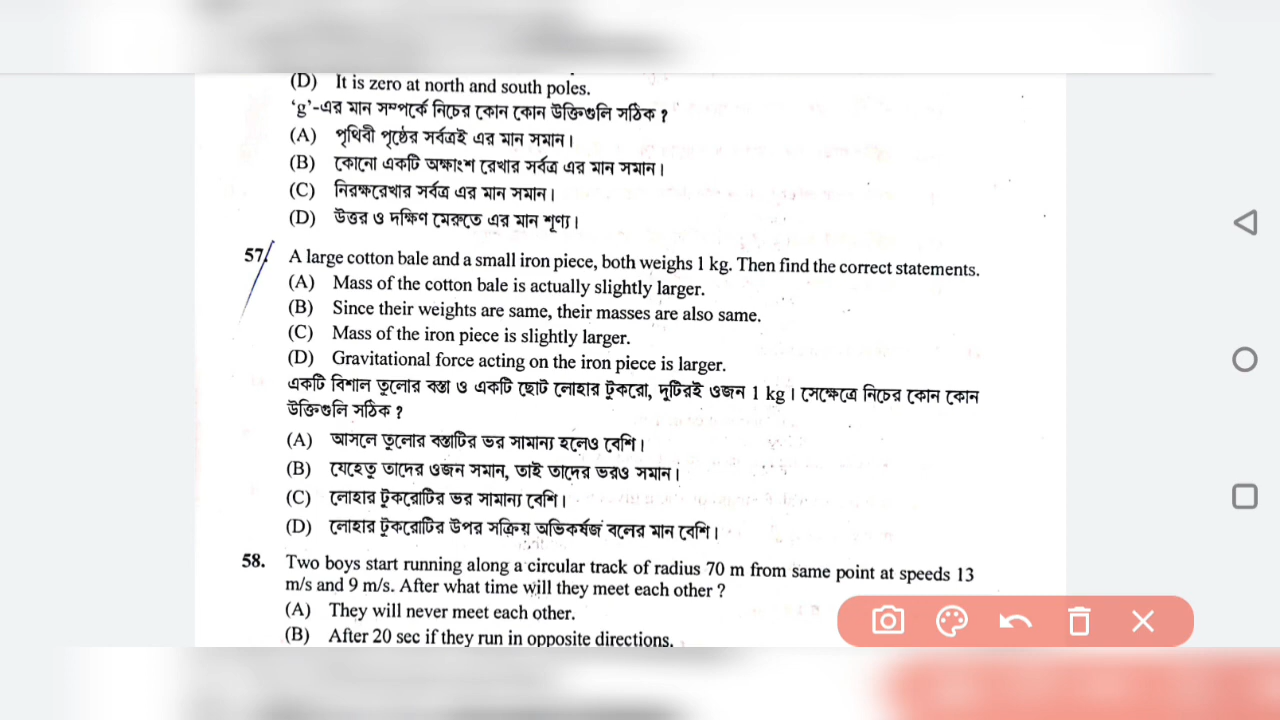 (D) It is zero at north and south poles.
'g'-এর মান সম্পর্কে নিচের কোন কোন উক্তিগুলি সঠিক ?
(A) পৃথিবী পৃষ্ঠের সর্বত্রই এর মান সমান।
(B) কোনো একটি অক্ষাংশ রেখার সর্বত্র এর মান সমান।
(C) নিরক্ষরেখার সর্বত্র এর মান সমান।
(D) উত্তর ও দক্ষিণ মেরুতে এর মান শূণ্য।
57. A large cotton bale and a small iron piece, both weighs 1 kg. Then find the correct statements.
(A) Mass of the cotton bale is actually slightly larger.
(B) Since their weights are same, their masses are also same.
(C) Mass of the iron piece is slightly larger.
(D) Gravitational force acting on the iron piece is larger.
একটি বিশাল তুলোর বস্তা ও একটি ছোট লোহার টুকরো, দুটিরই ওজন 1 kg । সেক্ষেত্রে নিচের কোন কোন
উক্তিগুলি সঠিক ?
(A) আসলে তুলোর বস্তাটির ভর সামান্য হলেও বেশি।
(B) যেহেতু তাদের ওজন সমান, তাই তাদের ভরও সমান।
(C) লোহার টুকরোটির ভর সামান্য বেশি।
(D) লোহার টুকরোটির উপর সক্রিয় অভিকর্ষজ বলের মান বেশি।
58. Two boys start running along a circular track of radius 70 m from same point at speeds 13
m/s and 9 m/s. After what time will they meet each other ?
(A) They will never meet each other.
(B) After 20 sec if they run in opposite directions.